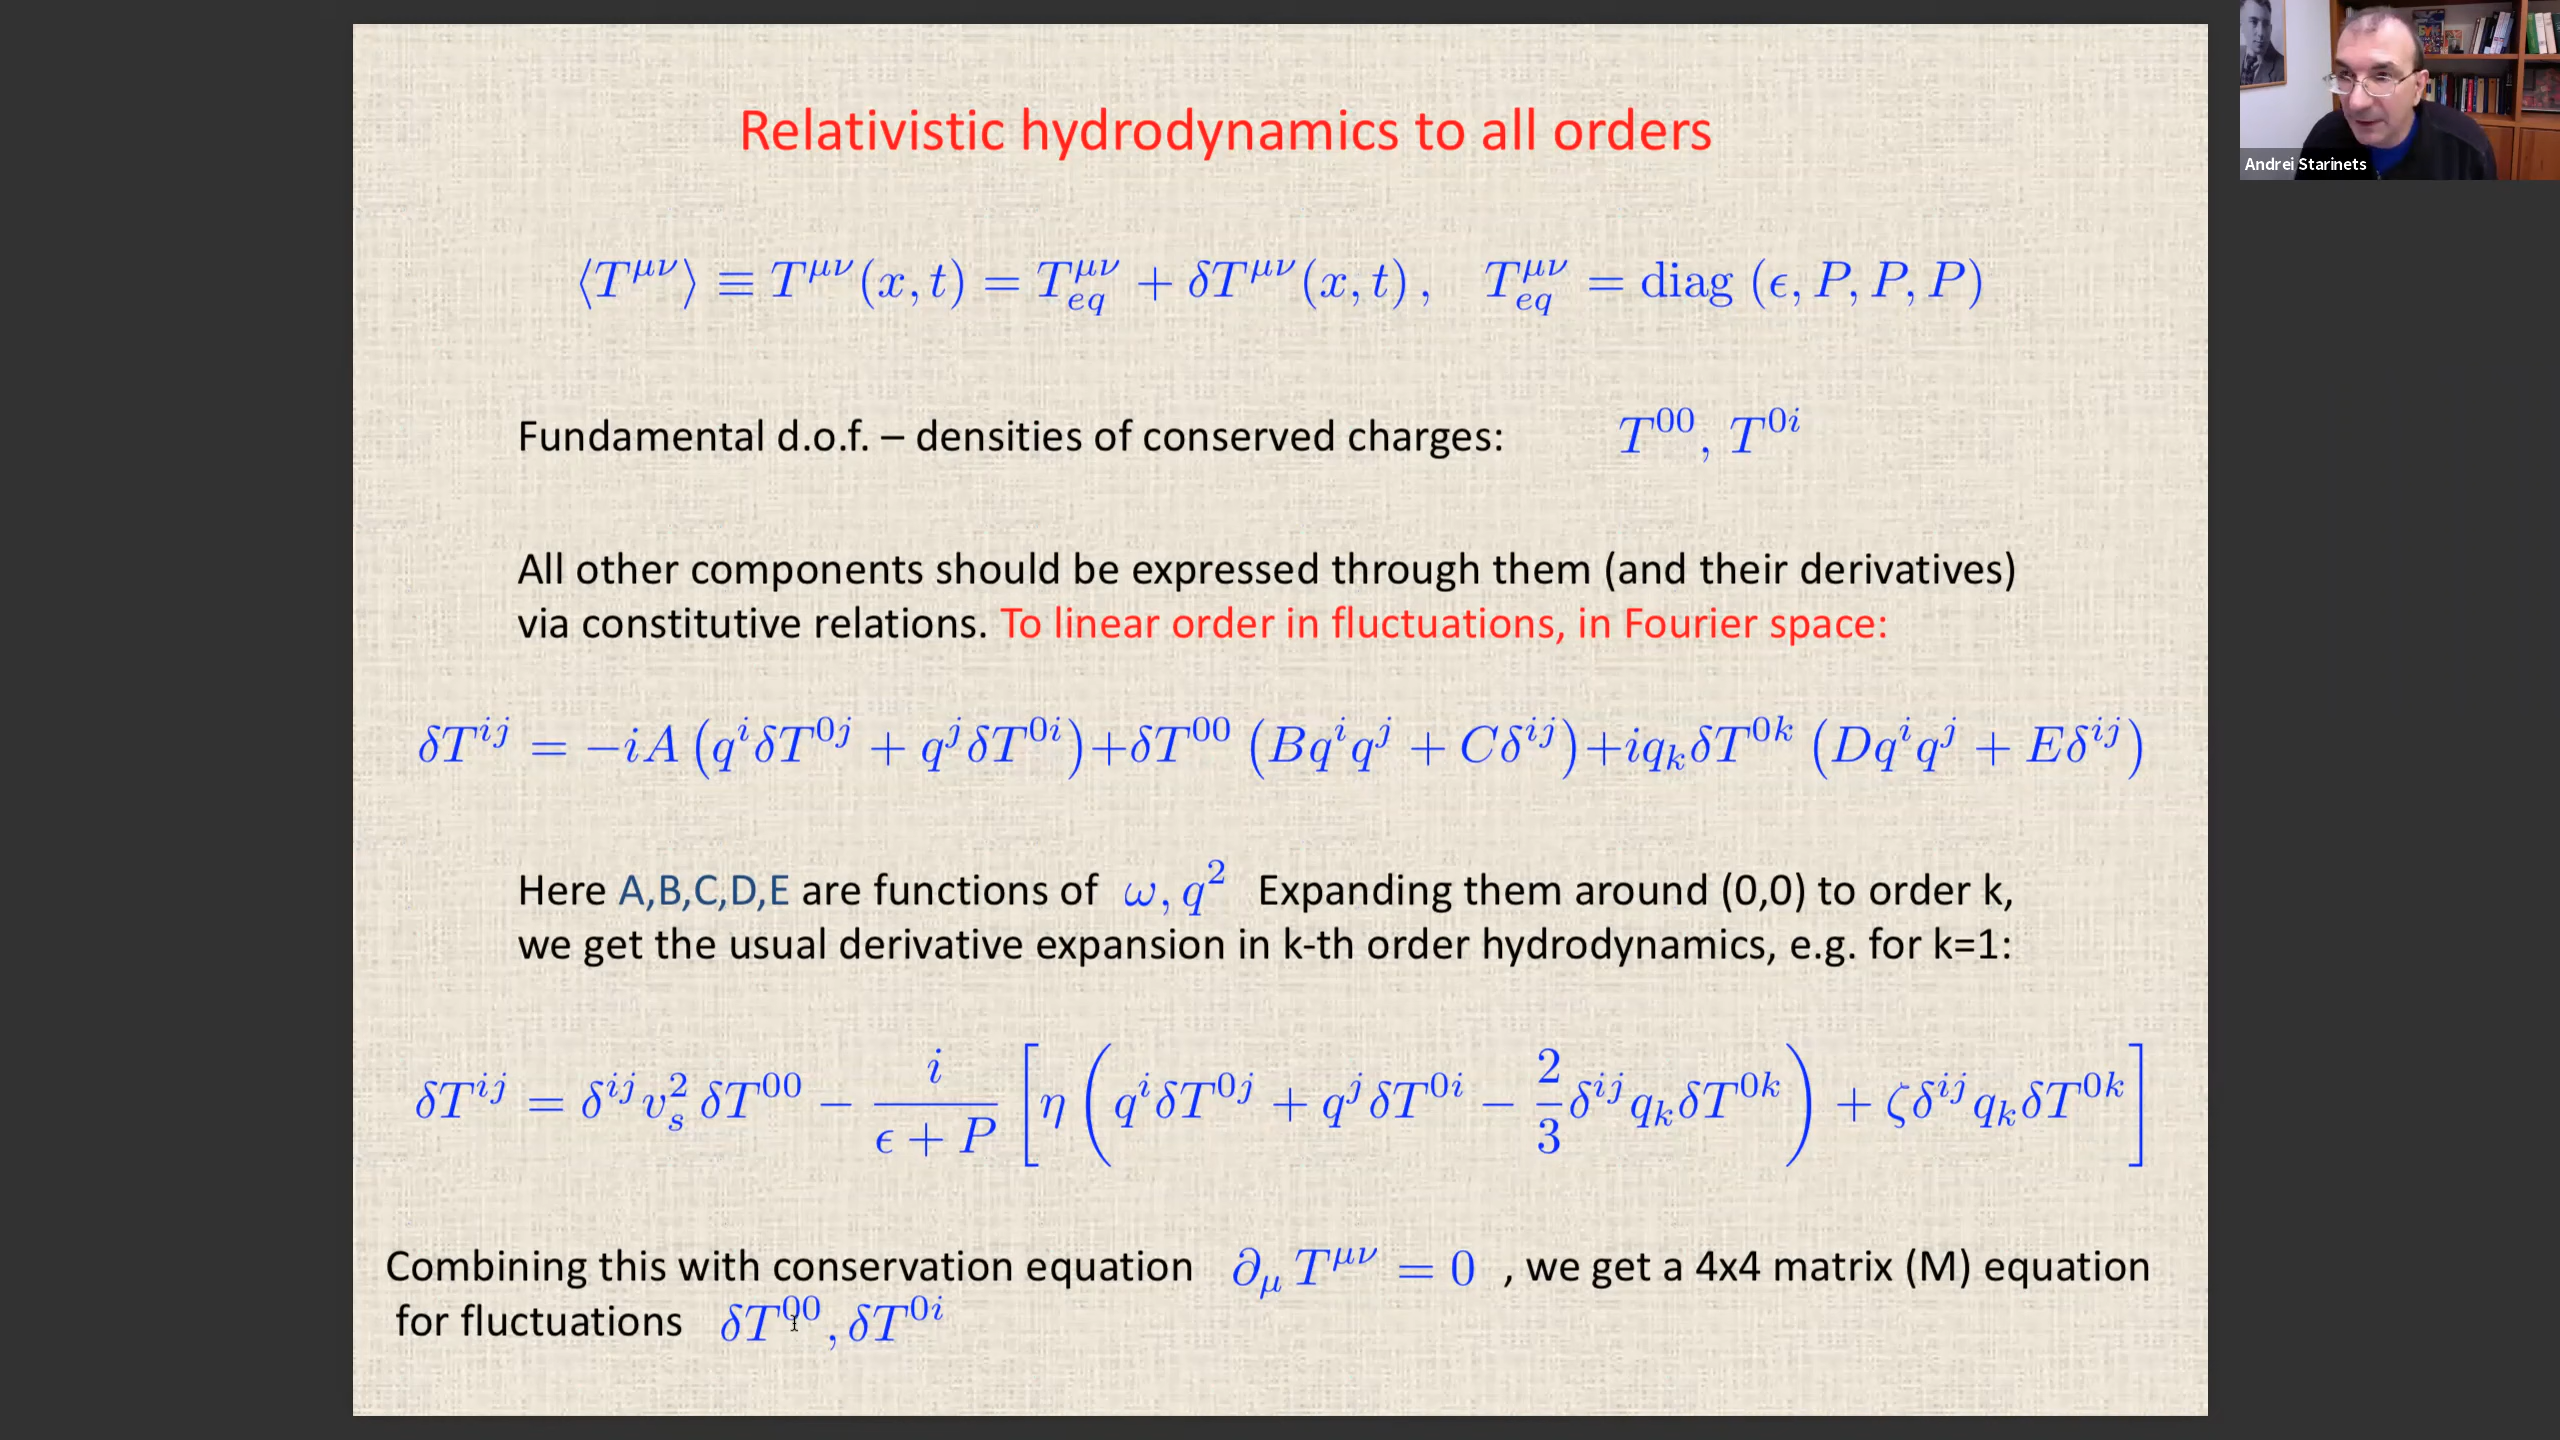 Relativistic hydrodynamics to all orders
⟨T^{μν}⟩ ≡ T^{μν}(x, t) = T^{μν}_{eq} + δT^{μν}(x, t) ,   T^{μν}_{eq} = diag (ϵ, P, P, P)
Fundamental d.o.f. – densities of conserved charges: T^{00}, T^{0i}
All other components should be expressed through them (and their derivatives)
via constitutive relations. To linear order in fluctuations, in Fourier space:
δT^{ij} = −iA (q^i δT^{0j} + q^j δT^{0i}) + δT^{00} (Bq^i q^j + Cδ^{ij}) + iq_k δT^{0k} (Dq^i q^j + Eδ^{ij})
Here A,B,C,D,E are functions of ω, q^2 Expanding them around (0,0) to order k,
we get the usual derivative expansion in k-th order hydrodynamics, e.g. for k=1:
δT^{ij} = δ^{ij} v_s^2 δT^{00} − \frac{i}{ϵ + P} [ η ( q^i δT^{0j} + q^j δT^{0i} − \frac{2}{3} δ^{ij} q_k δT^{0k} ) + ζδ^{ij} q_k δT^{0k} ]
Combining this with conservation equation ∂_μ T^{μν} = 0 , we get a 4x4 matrix (M) equation
for fluctuations δT^{00}, δT^{0i}
Andrei Starinets